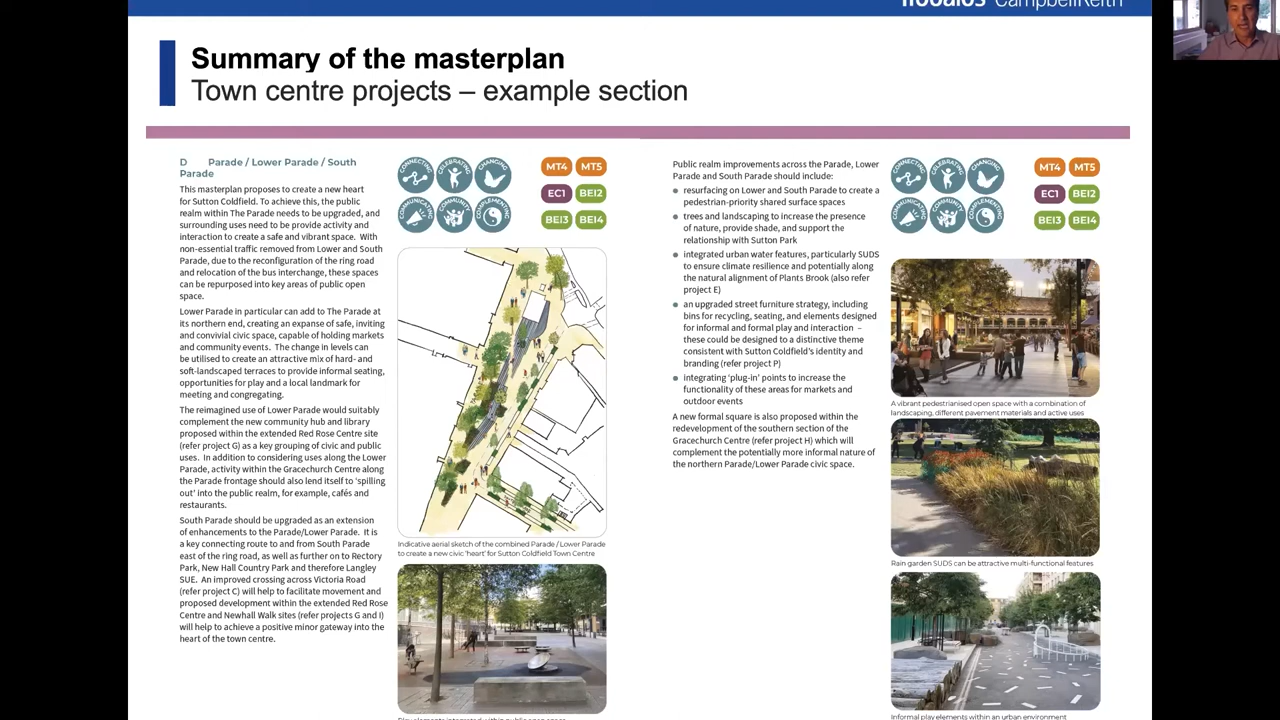 CampbellReith
Summary of the masterplan
Town centre projects – example section
D Parade / Lower Parade / South
Parade
This masterplan proposes to create a new heart
for Sutton Coldfield. To achieve this, the public
realm within The Parade needs to be upgraded, and
surrounding uses need to be provide activity and
interaction to create a safe and vibrant space. With
non-essential traffic removed from Lower and South
Parade, due to the reconfiguration of the ring road
and relocation of the bus interchange, these spaces
can be repurposed into key areas of public open
space.
Lower Parade in particular can add to The Parade at
its northern end, creating an expanse of safe, inviting
and convivial civic space, capable of holding markets
and community events. The change in levels can
be utilised to create an attractive mix of hard- and
soft-landscaped terraces to provide informal seating,
opportunities for play and a local landmark for
meeting and congregating.
The reimagined use of Lower Parade would suitably
complement the new community hub and library
proposed within the extended Red Rose Centre site
(refer project G) as a key grouping of civic and public
uses. In addition to considering uses along the Lower
Parade, activity within the Gracechurch Centre along
the Parade frontage should also lend itself to 'spilling
out' into the public realm, for example, cafés and
restaurants.
South Parade should be upgraded as an extension
of enhancements to the Parade/Lower Parade. It is
a key connecting route to and from South Parade
east of the ring road, as well as further on to Rectory
Park, New Hall Country Park and therefore Langley
SUE. An improved crossing across Victoria Road
(refer project C) will help to facilitate movement and
proposed development within the extended Red Rose
Centre and Newhall Walk sites (refer projects G and I)
will help to achieve a positive minor gateway into the
heart of the town centre.
CONNECTING CELEBRATING CHANGING
COMMUNICATING COMMUNITY COMPLEMENTING
MT4 MT5
EC1 BEI2
BEI3 BEI4
Indicative aerial sketch of the combined Parade / Lower Parade
to create a new civic 'heart' for Sutton Coldfield Town Centre
Play elements integrated within public open space
Public realm improvements across the Parade, Lower
Parade and South Parade should include:
resurfacing on Lower and South Parade to create a
pedestrian-priority shared surface spaces
trees and landscaping to increase the presence
of nature, provide shade, and support the
relationship with Sutton Park
integrated urban water features, particularly SUDS
to ensure climate resilience and potentially along
the natural alignment of Plants Brook (also refer
project E)
an upgraded street furniture strategy, including
bins for recycling, seating, and elements designed
for informal and formal play and interaction –
these could be designed to a distinctive theme
consistent with Sutton Coldfield's identity and
branding (refer project P)
integrating 'plug-in' points to increase the
functionality of these areas for markets and
outdoor events
A new formal square is also proposed within the
redevelopment of the southern section of the
Gracechurch Centre (refer project H) which will
complement the potentially more informal nature of
the northern Parade/Lower Parade civic space.
CONNECTING CELEBRATING CHANGING
COMMUNICATING COMMUNITY COMPLEMENTING
MT4 MT5
EC1 BEI2
BEI3 BEI4
A vibrant pedestrianised open space with a combination of
landscaping, different pavement materials and active uses
Rain garden SUDS can be attractive multi-functional features
Informal play elements within an urban environment